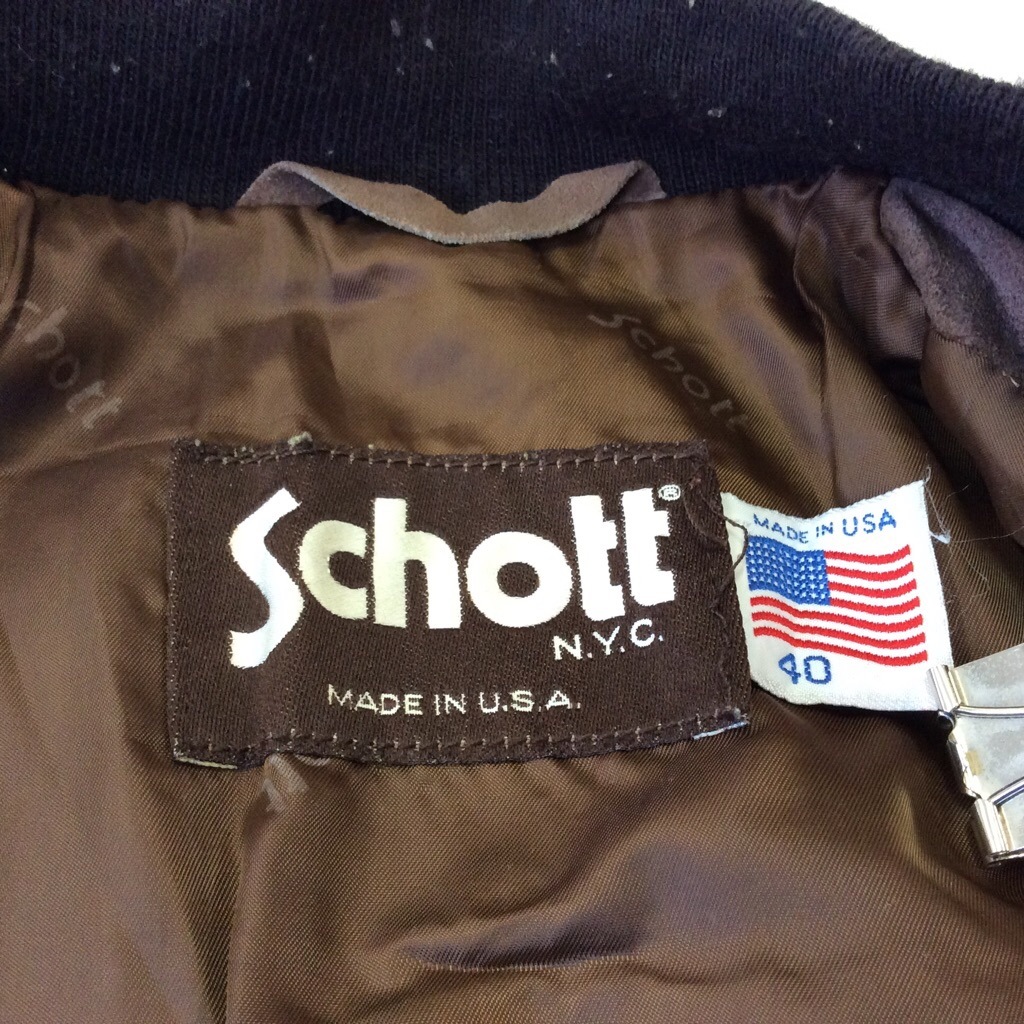 Schott
Schott
Schott®
N.Y.C.
MADE IN U.S.A.
MADE IN USA
40